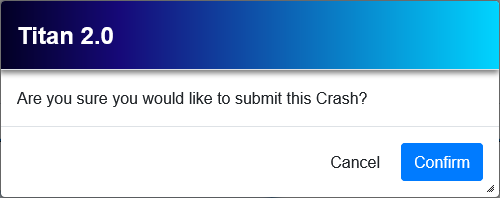 Titan 2.0
Are you sure you would like to submit this Crash?
Cancel
Confirm